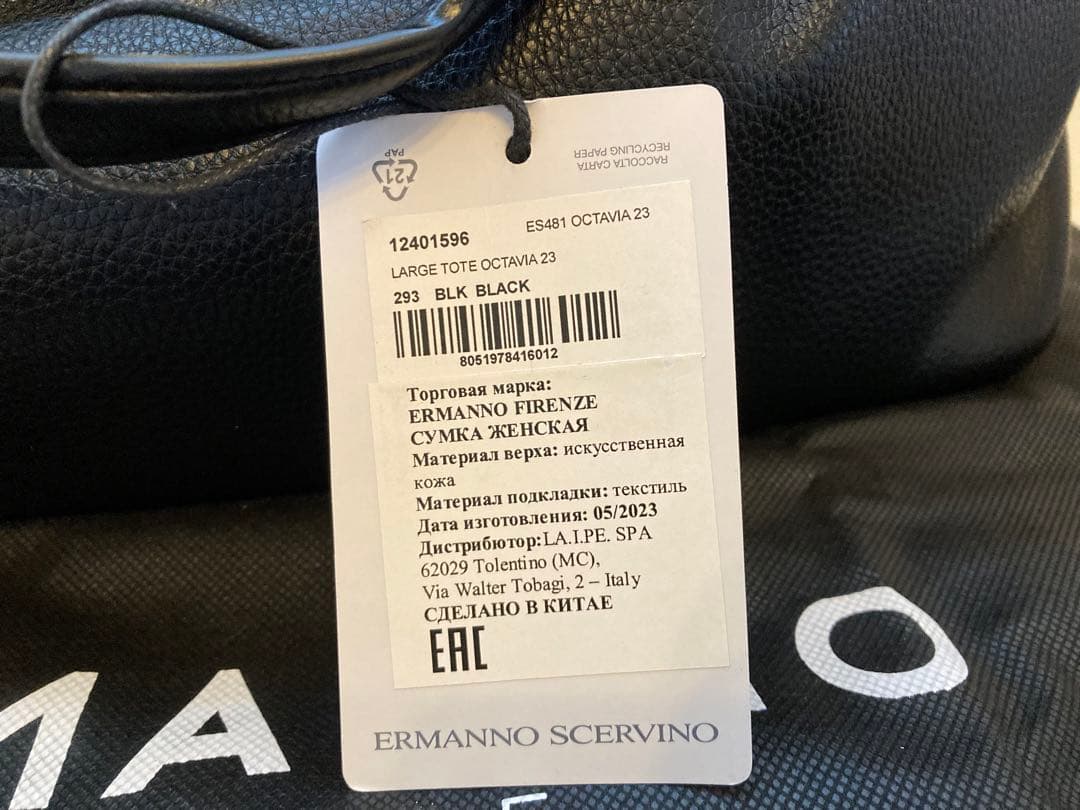 RACCOLTA CARTA
RECYCLING PAPER
21
PAP
12401596 ES481 OCTAVIA 23
LARGE TOTE OCTAVIA 23
293 BLK BLACK
8051978416012
Торговая марка:
ERMANNO FIRENZE
СУМКА ЖЕНСКАЯ
Материал верха: искусственная
кожа
Материал подкладки: текстиль
Дата изготовления: 05/2023
Дистрибютор:LA.I.PE. SPA
62029 Tolentino (MC),
Via Walter Tobagi, 2 – Italy
СДЕЛАНО В КИТАЕ
EAC
ERMANNO SCERVINO